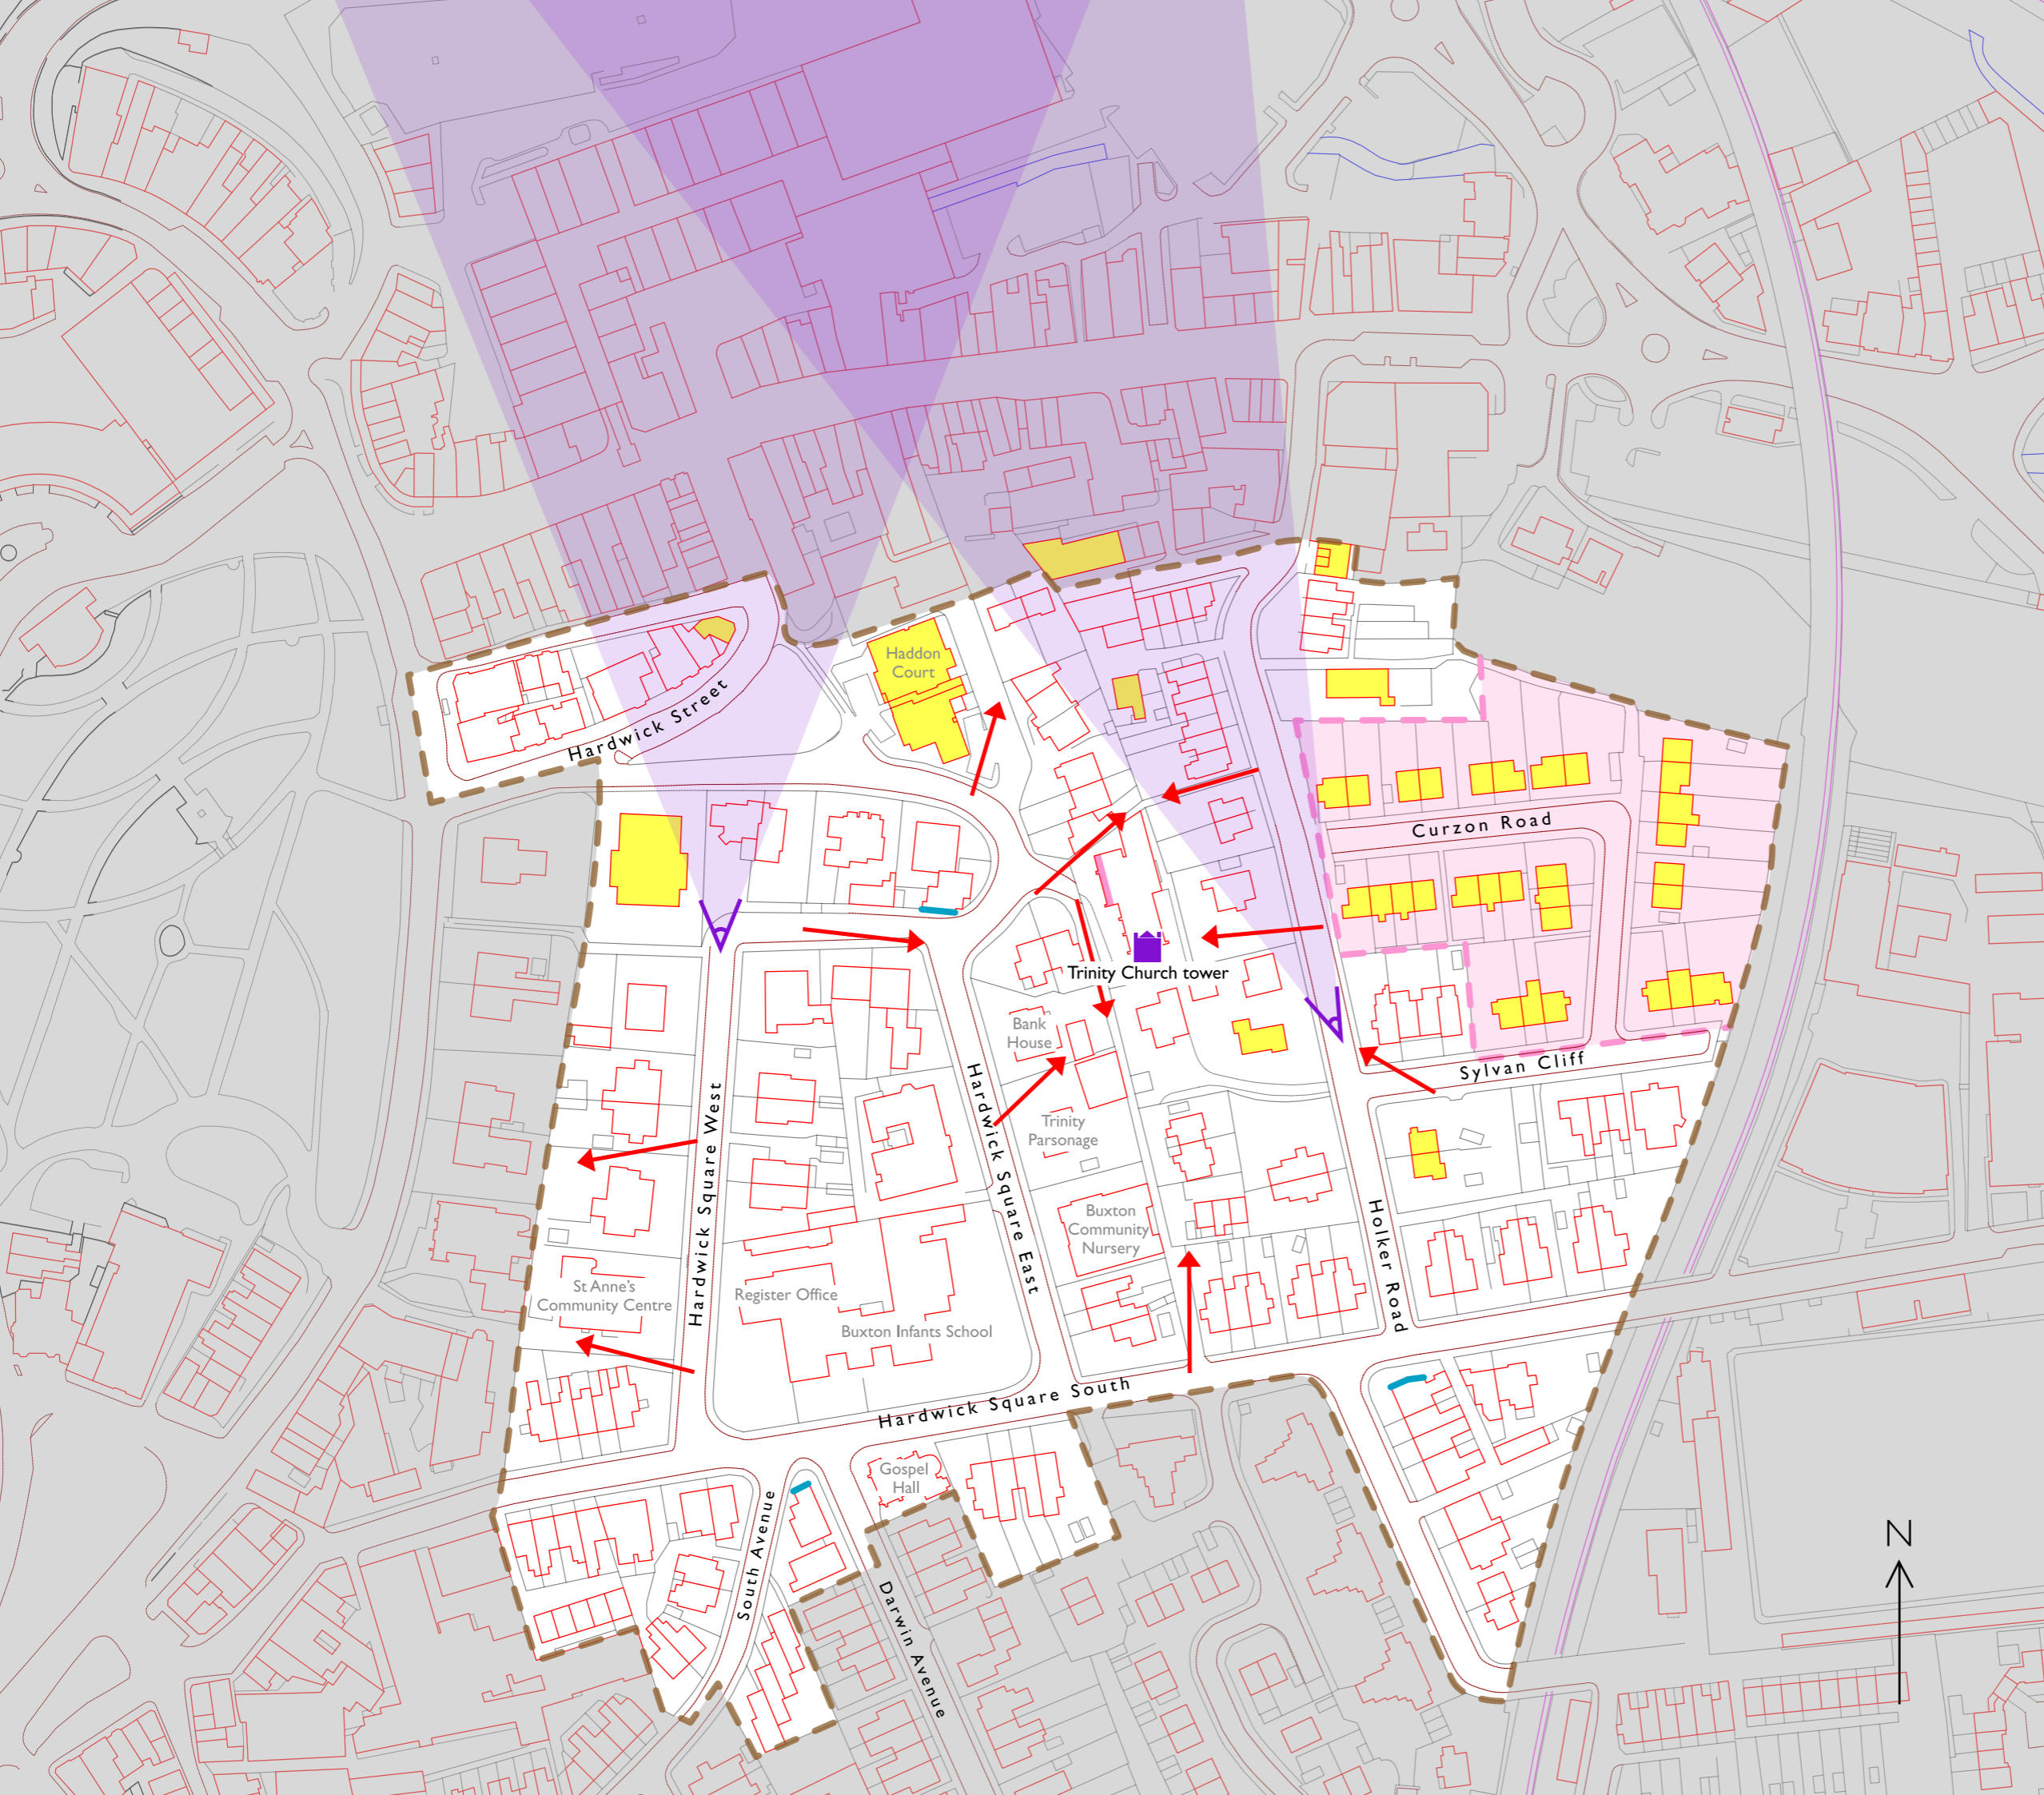 Haddon
Court
Hardwick Street
Curzon Road
Trinity Church tower
Bank
House
Sylvan Cliff
Hardwick Square West
Hardwick Square East
Trinity
Parsonage
Buxton
Community
Nursery
Holker Road
St Anne's
Community Centre
Register Office
Buxton Infants School
Hardwick Square South
Gospel
Hall
South Avenue
Darwin Avenue
N